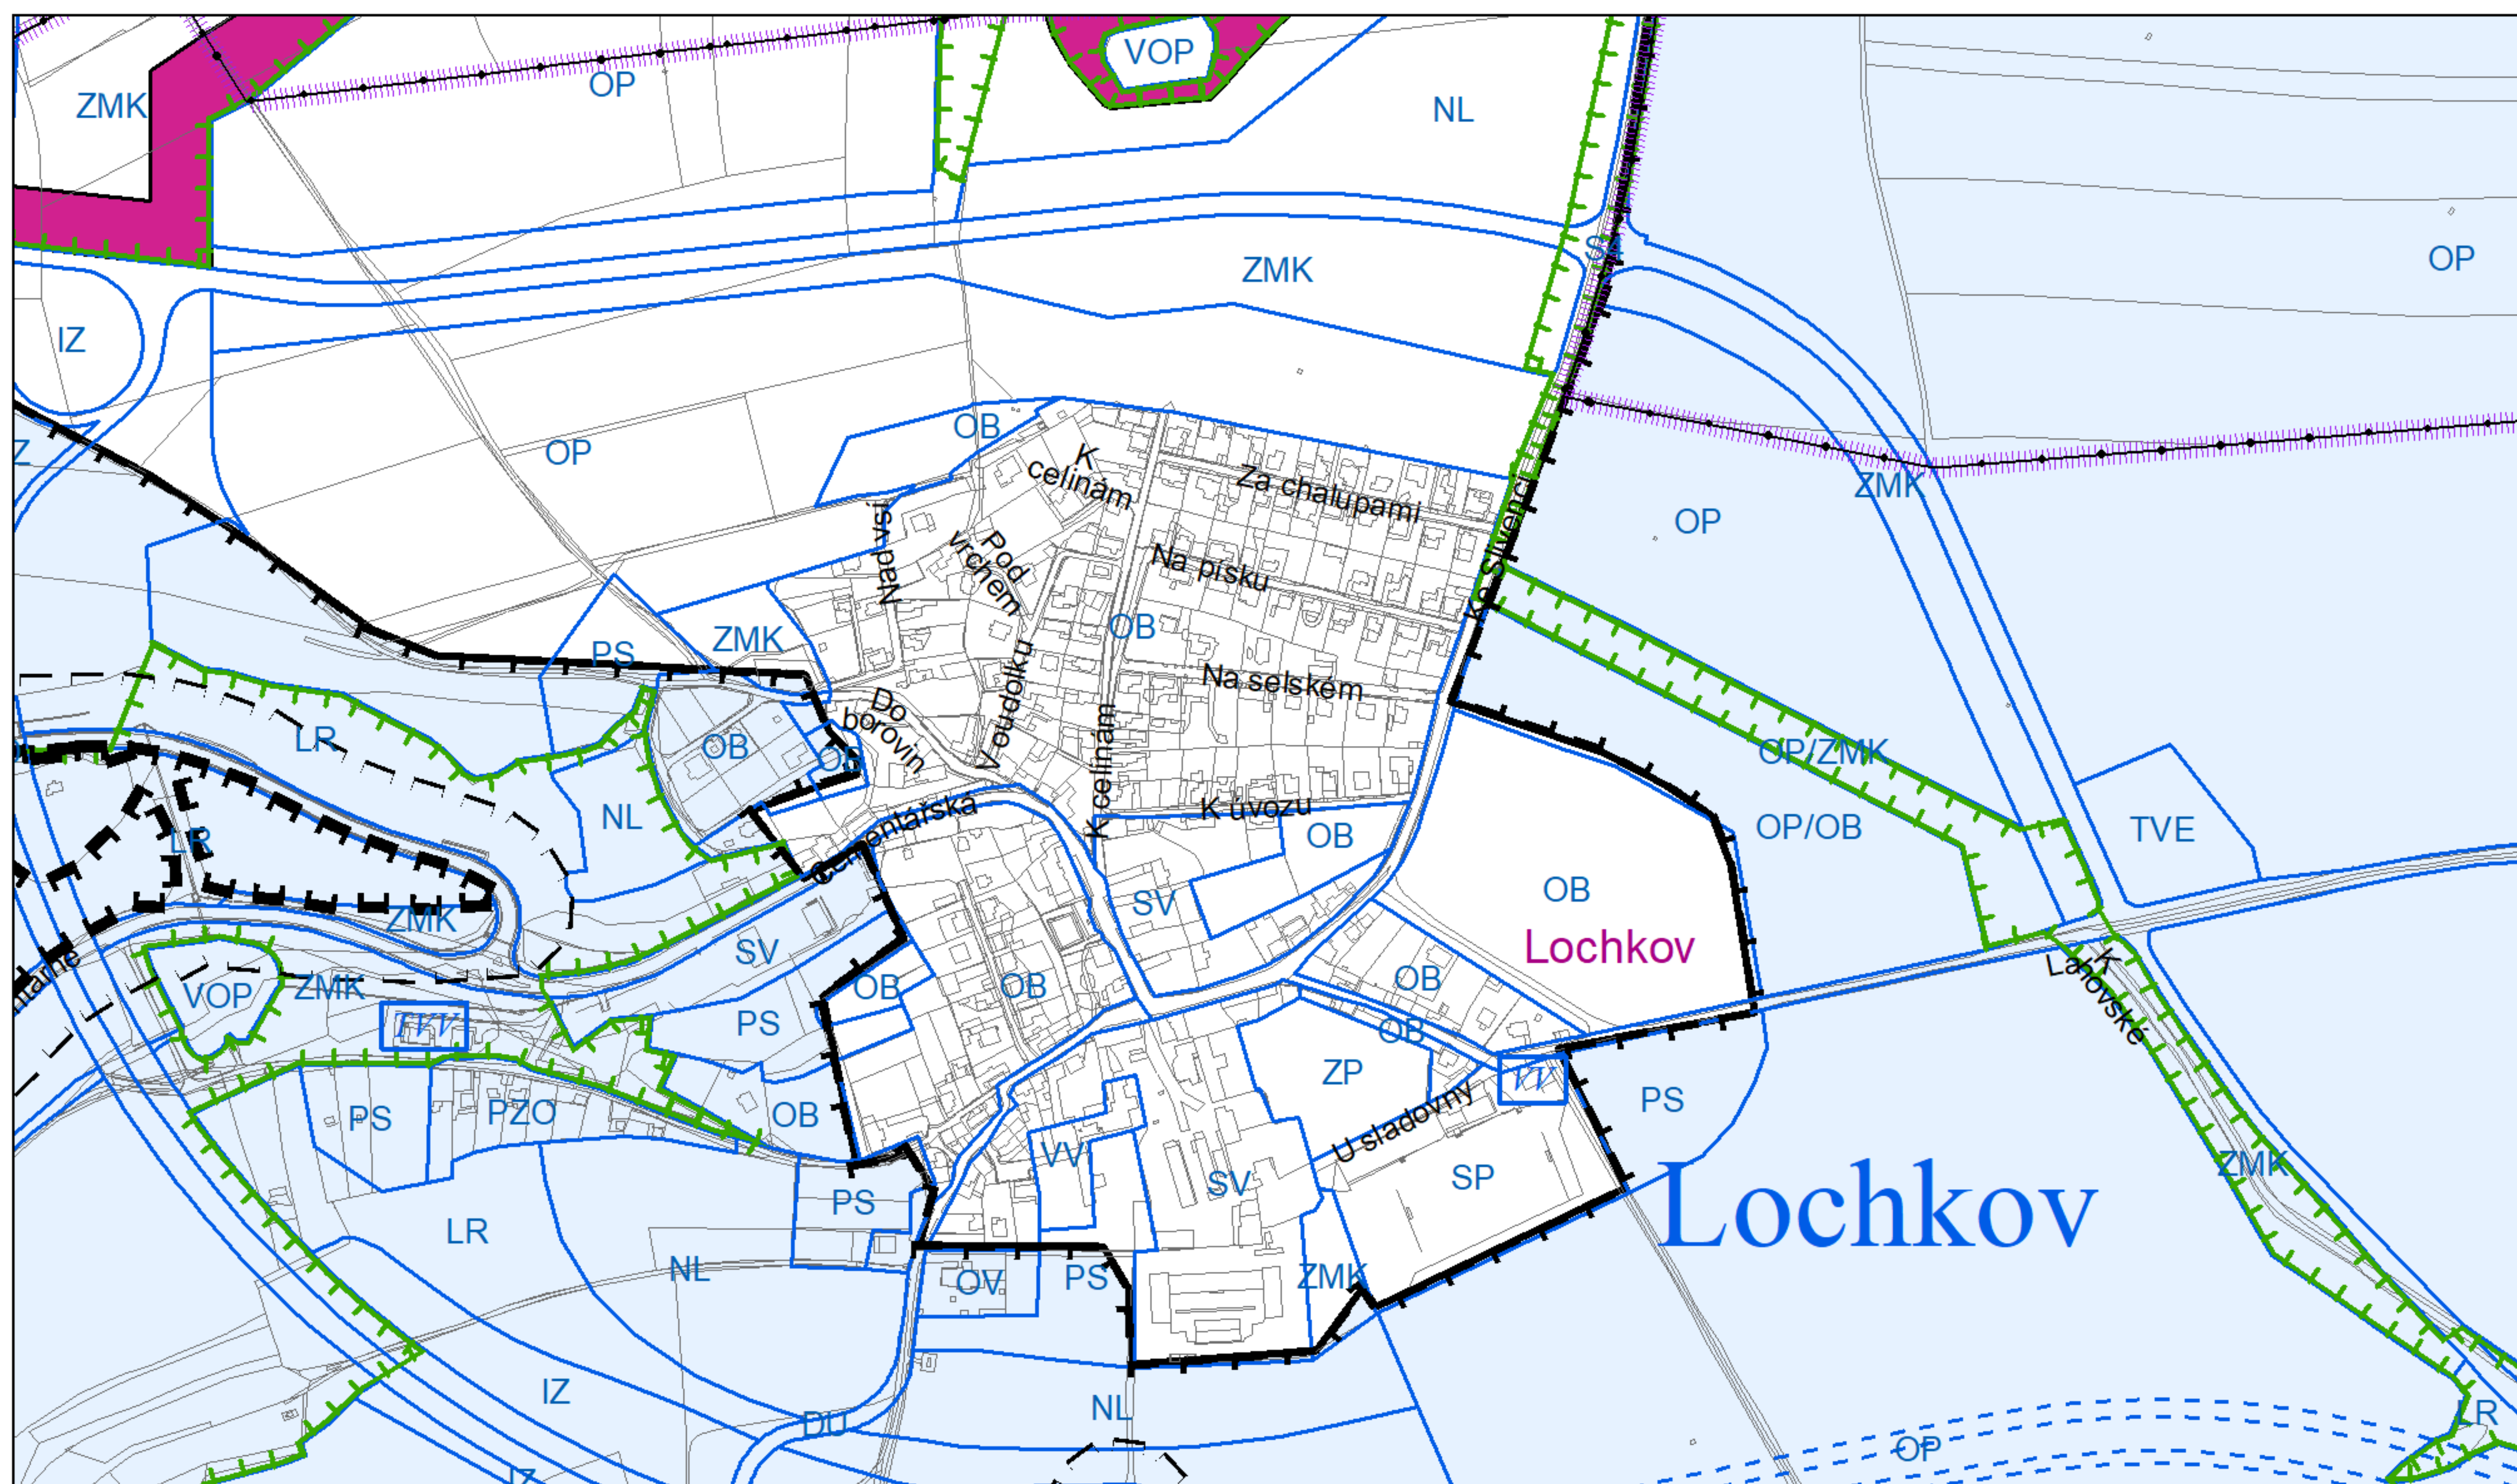 VOP
OP
ZMK
NL
S
OP
ZMK
IZ
OB
OP
Z
K
celinám
Za chalupami
ZMK
Nad vsí
Pod
vrchem
Na písku
Ke Slivenci
OP
OB
ZMK
PS
V oudolku
Na selském
Do
borovin
LR
OB
OB
OP/ZMK
K celinám
K úvozu
NL
Cementářská
OB
OP/OB
TVE
LR
OB
SV
ZMK
SV
Lochkov
K
Lahovské
OB
OB
OB
VOP
ZMK
TVV
PS
OB
ZP
VV
PS
PS
PZO
OB
U sladovny
VV
ZMK
SV
SP
PS
Lochkov
LR
NL
OV
PS
ZMK
IZ
DU
NL
LR
OP
IZ